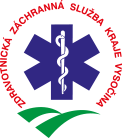 ZDRAVOTNICKÁ ZÁCHRANNÁ SLUŽBA KRAJE VYSOČINA